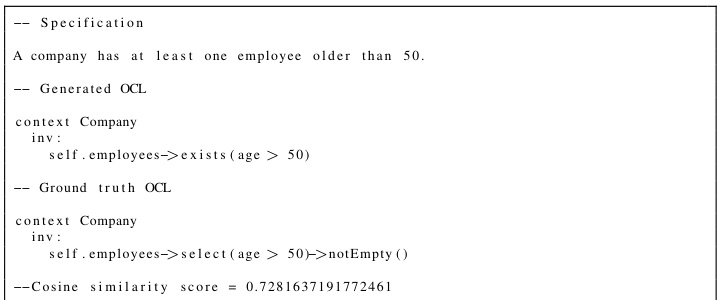 -- Specification
A company has at least one employee older than 50.
-- Generated OCL
context Company
inv:
self.employees->exists(age > 50)
-- Ground truth OCL
context Company
inv:
self.employees->select(age > 50)->notEmpty()
--Cosine similarity score = 0.7281637191772461